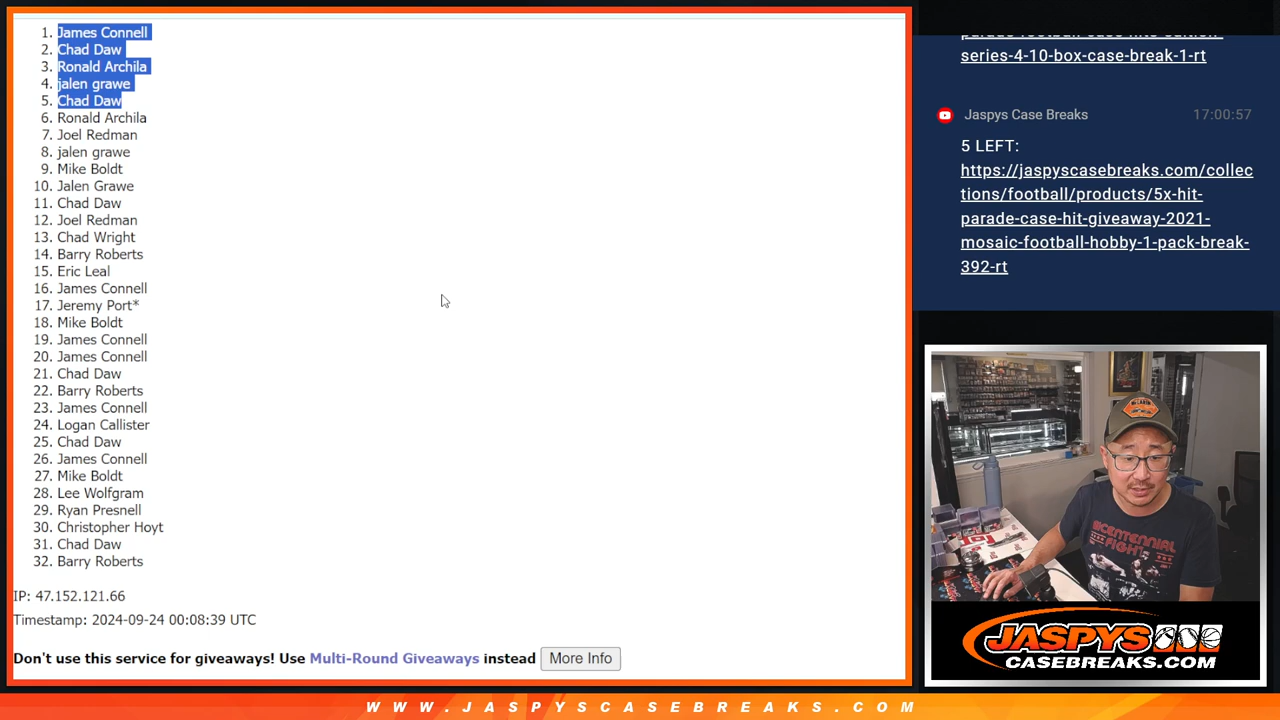 1. James Connell
2. Chad Daw
3. Ronald Archila
4. jalen grawe
5. Chad Daw
6. Ronald Archila
7. Joel Redman
8. jalen grawe
9. Mike Boldt
10. Jalen Grawe
11. Chad Daw
12. Joel Redman
13. Chad Wright
14. Barry Roberts
15. Eric Leal
16. James Connell
17. Jeremy Port*
18. Mike Boldt
19. James Connell
20. James Connell
21. Chad Daw
22. Barry Roberts
23. James Connell
24. Logan Callister
25. Chad Daw
26. James Connell
27. Mike Boldt
28. Lee Wolfgram
29. Ryan Presnell
30. Christopher Hoyt
31. Chad Daw
32. Barry Roberts
IP: 47.152.121.66
Timestamp: 2024-09-24 00:08:39 UTC
Don't use this service for giveaways! Use Multi-Round Giveaways instead More Info
series-4-10-box-case-break-1-rt
Jaspys Case Breaks 17:00:57
5 LEFT:
https://jaspyscasebreaks.com/collec
tions/football/products/5x-hit-
parade-case-hit-giveaway-2021-
mosaic-football-hobby-1-pack-break-
392-rt
BICENTENNIAL
FIGHT
JASPYS
CASEBREAKS.COM
WWW.JASPYSCASEBREAKS.COM